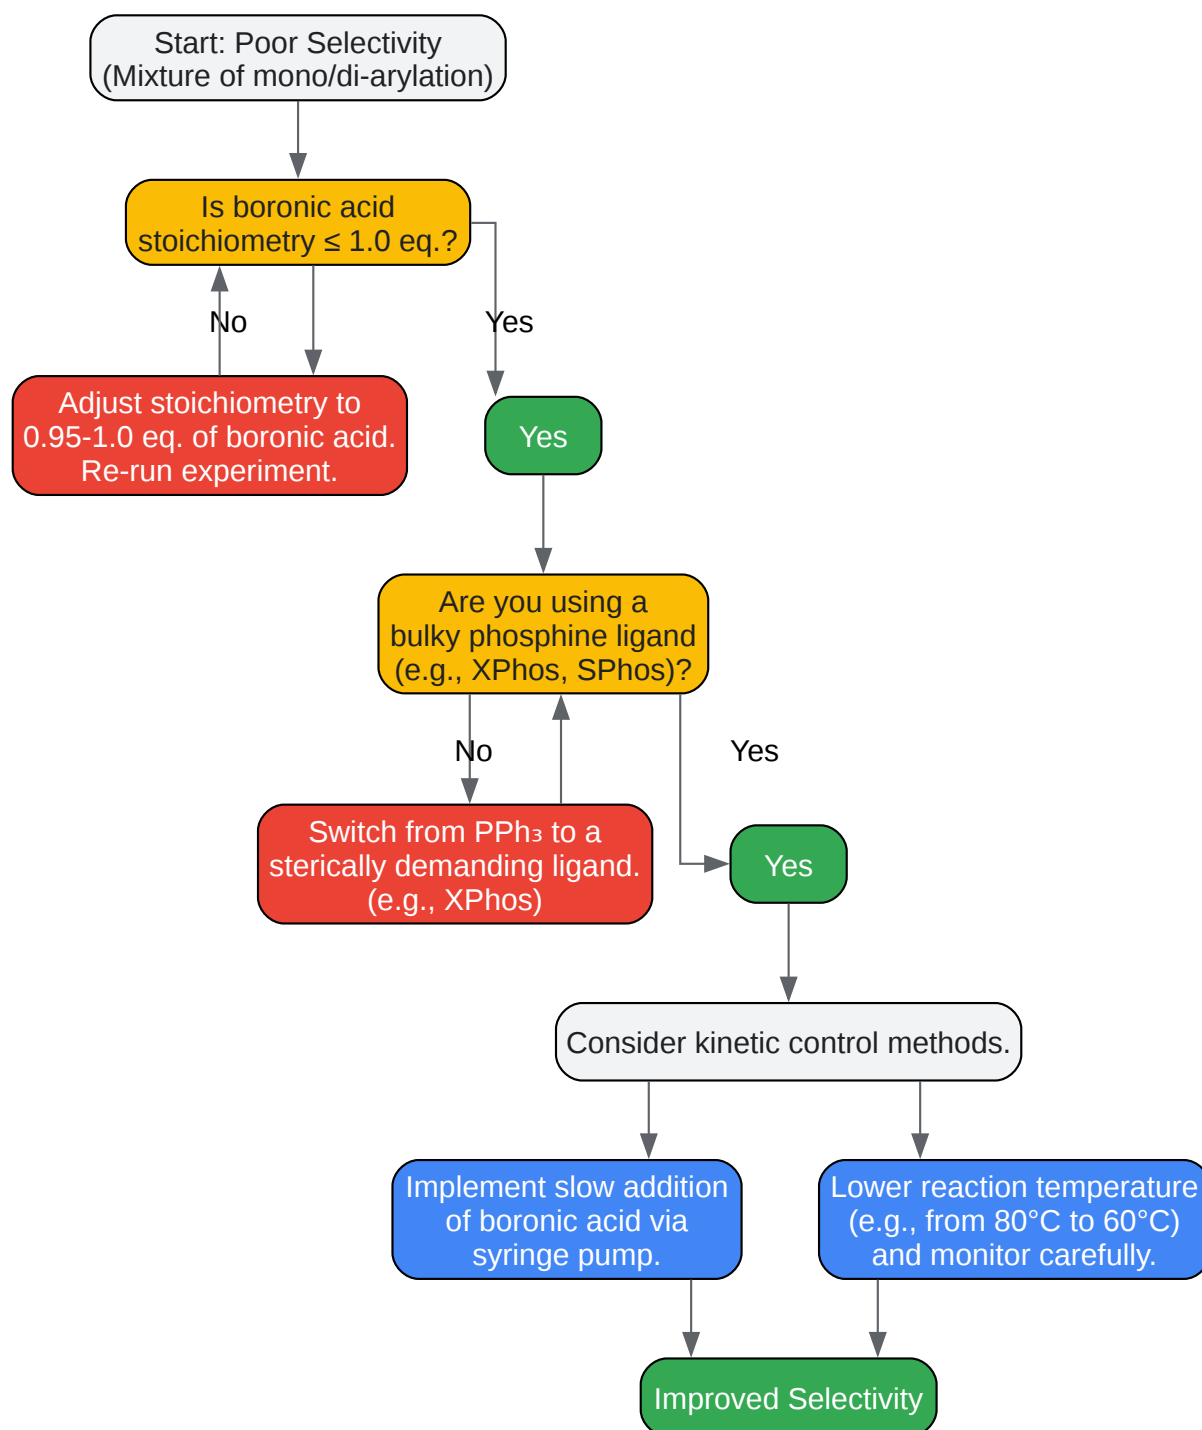 Start: Poor Selectivity
(Mixture of mono/di-arylation)
Is boronic acid
stoichiometry ≤ 1.0 eq.?
No
Yes
Adjust stoichiometry to
0.95-1.0 eq. of boronic acid.
Re-run experiment.
Yes
Are you using a
bulky phosphine ligand
(e.g., XPhos, SPhos)?
No
Yes
Switch from PPh₃ to a
sterically demanding ligand.
(e.g., XPhos)
Yes
Consider kinetic control methods.
Implement slow addition
of boronic acid via
syringe pump.
Lower reaction temperature
(e.g., from 80°C to 60°C)
and monitor carefully.
Improved Selectivity